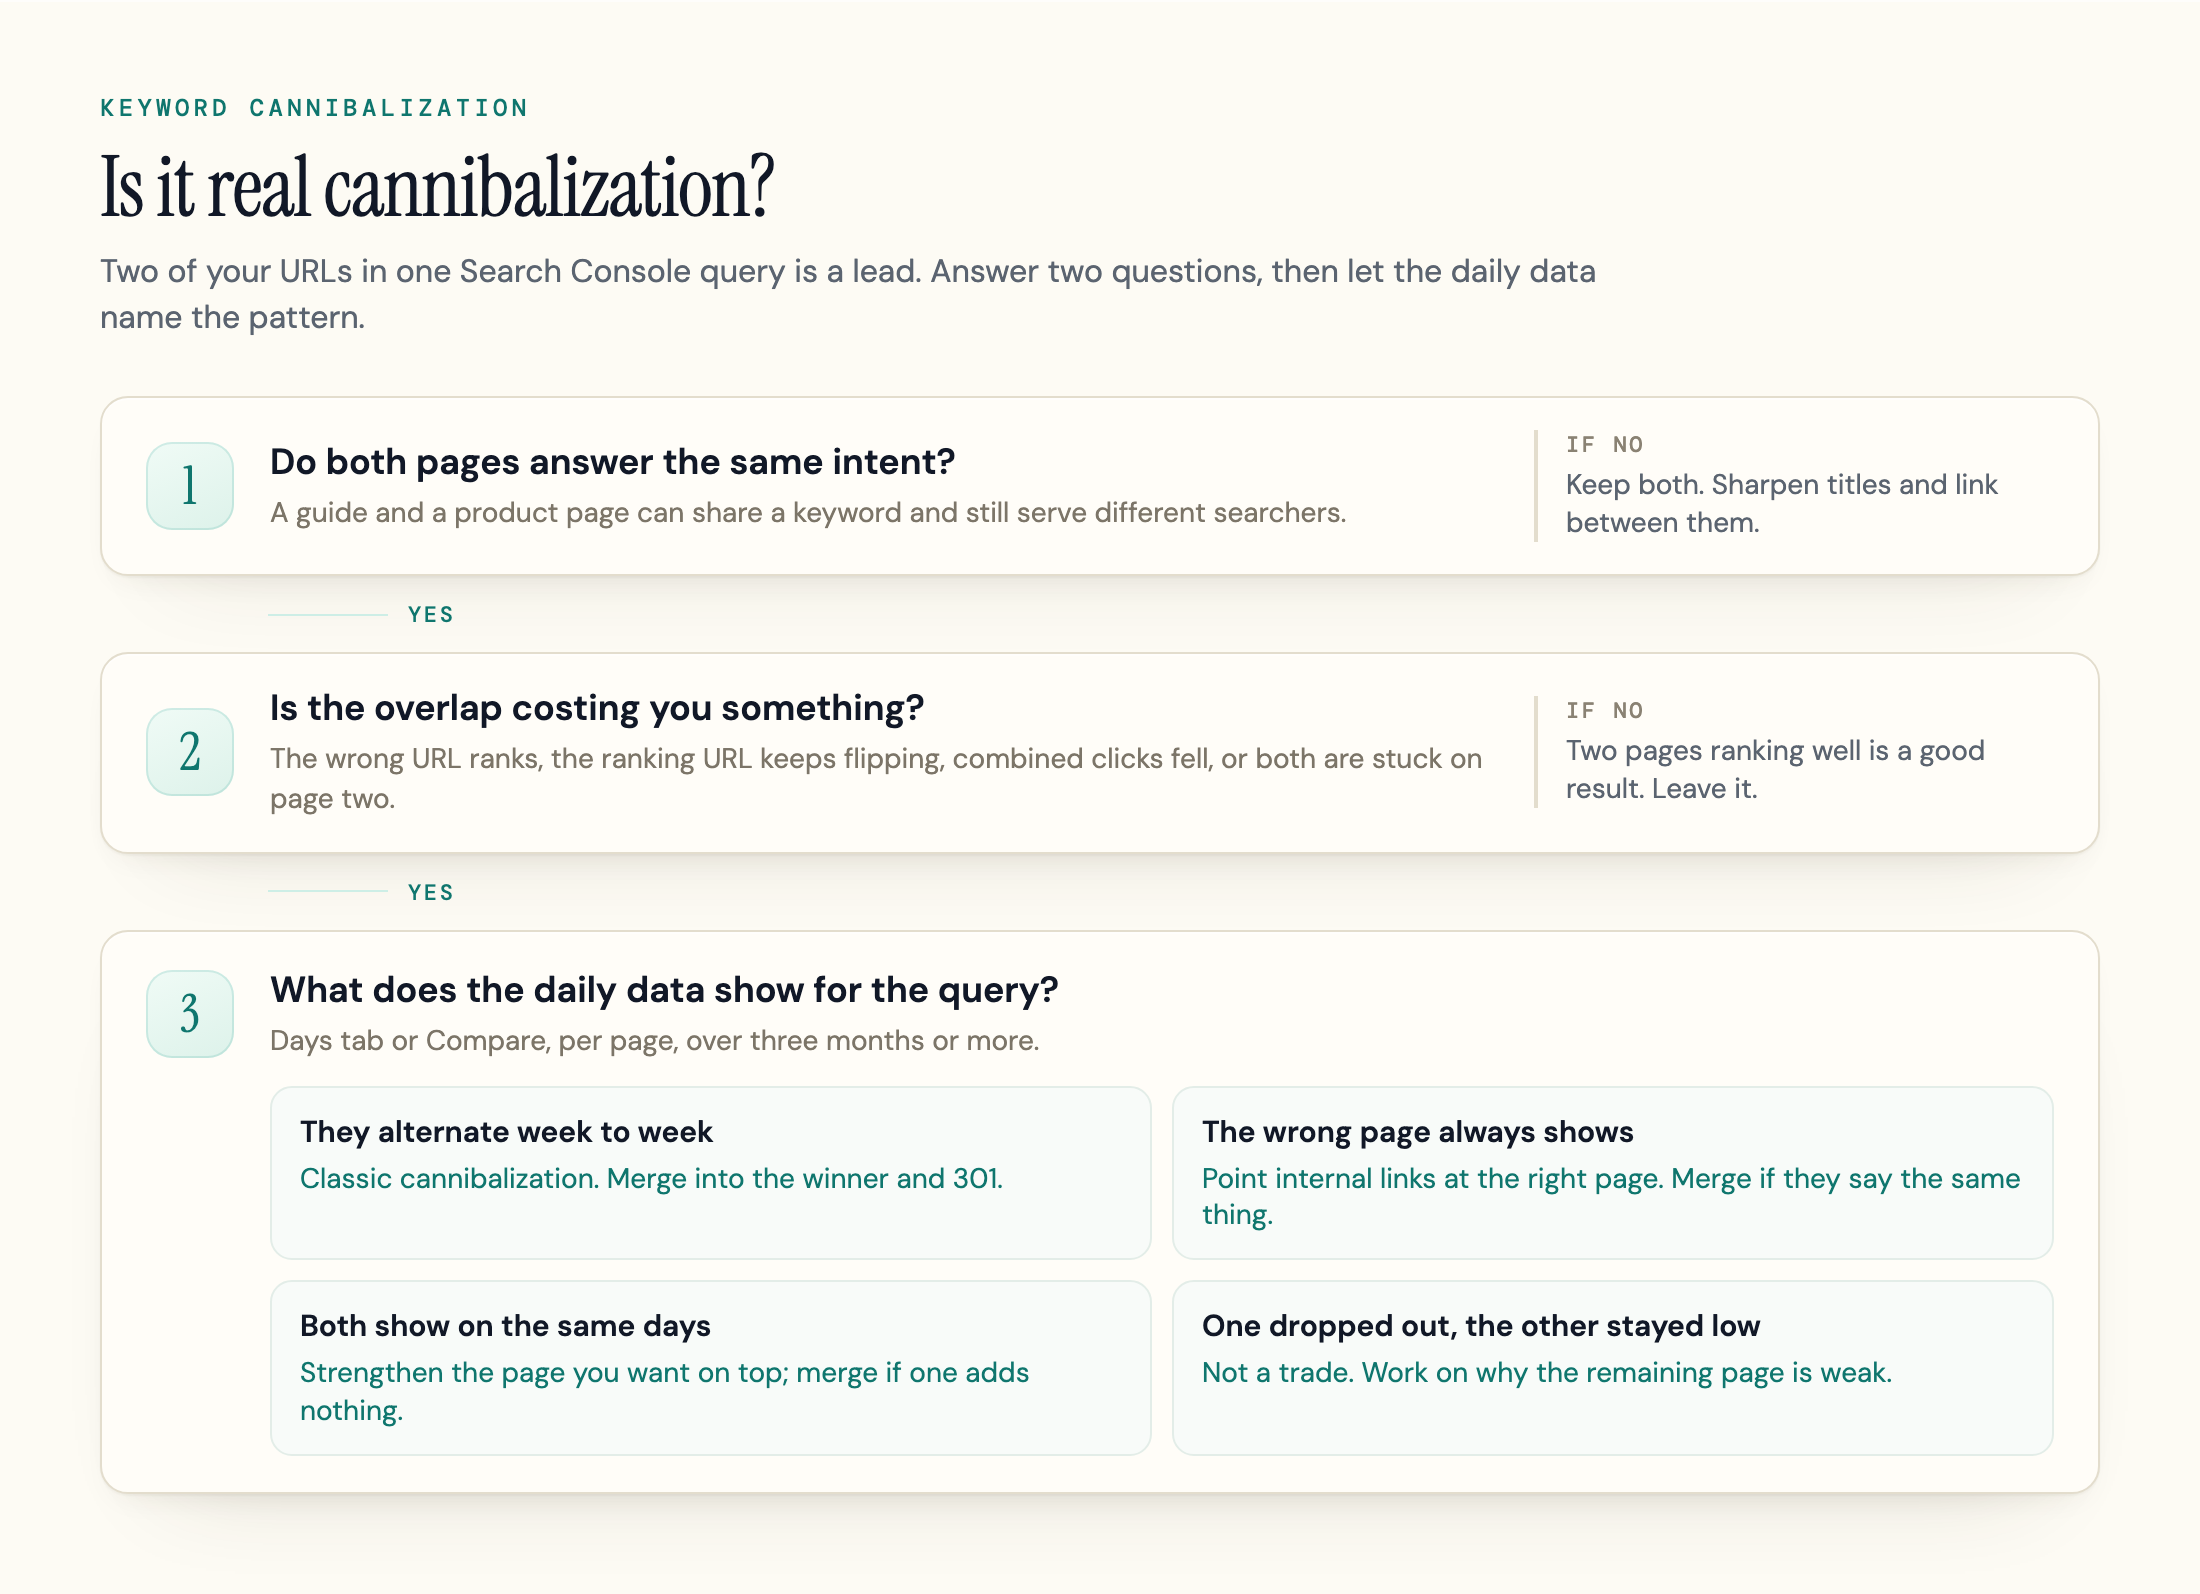 KEYWORD CANNIBALIZATION
Is it real cannibalization?
Two of your URLs in one Search Console query is a lead. Answer two questions, then let the daily data
name the pattern.
1
Do both pages answer the same intent?
A guide and a product page can share a keyword and still serve different searchers.
IF NO
Keep both. Sharpen titles and link
between them.
YES
2
Is the overlap costing you something?
The wrong URL ranks, the ranking URL keeps flipping, combined clicks fell, or both are stuck on
page two.
IF NO
Two pages ranking well is a good
result. Leave it.
YES
3
What does the daily data show for the query?
Days tab or Compare, per page, over three months or more.
They alternate week to week
Classic cannibalization. Merge into the winner and 301.
The wrong page always shows
Point internal links at the right page. Merge if they say the same
thing.
Both show on the same days
Strengthen the page you want on top; merge if one adds
nothing.
One dropped out, the other stayed low
Not a trade. Work on why the remaining page is weak.